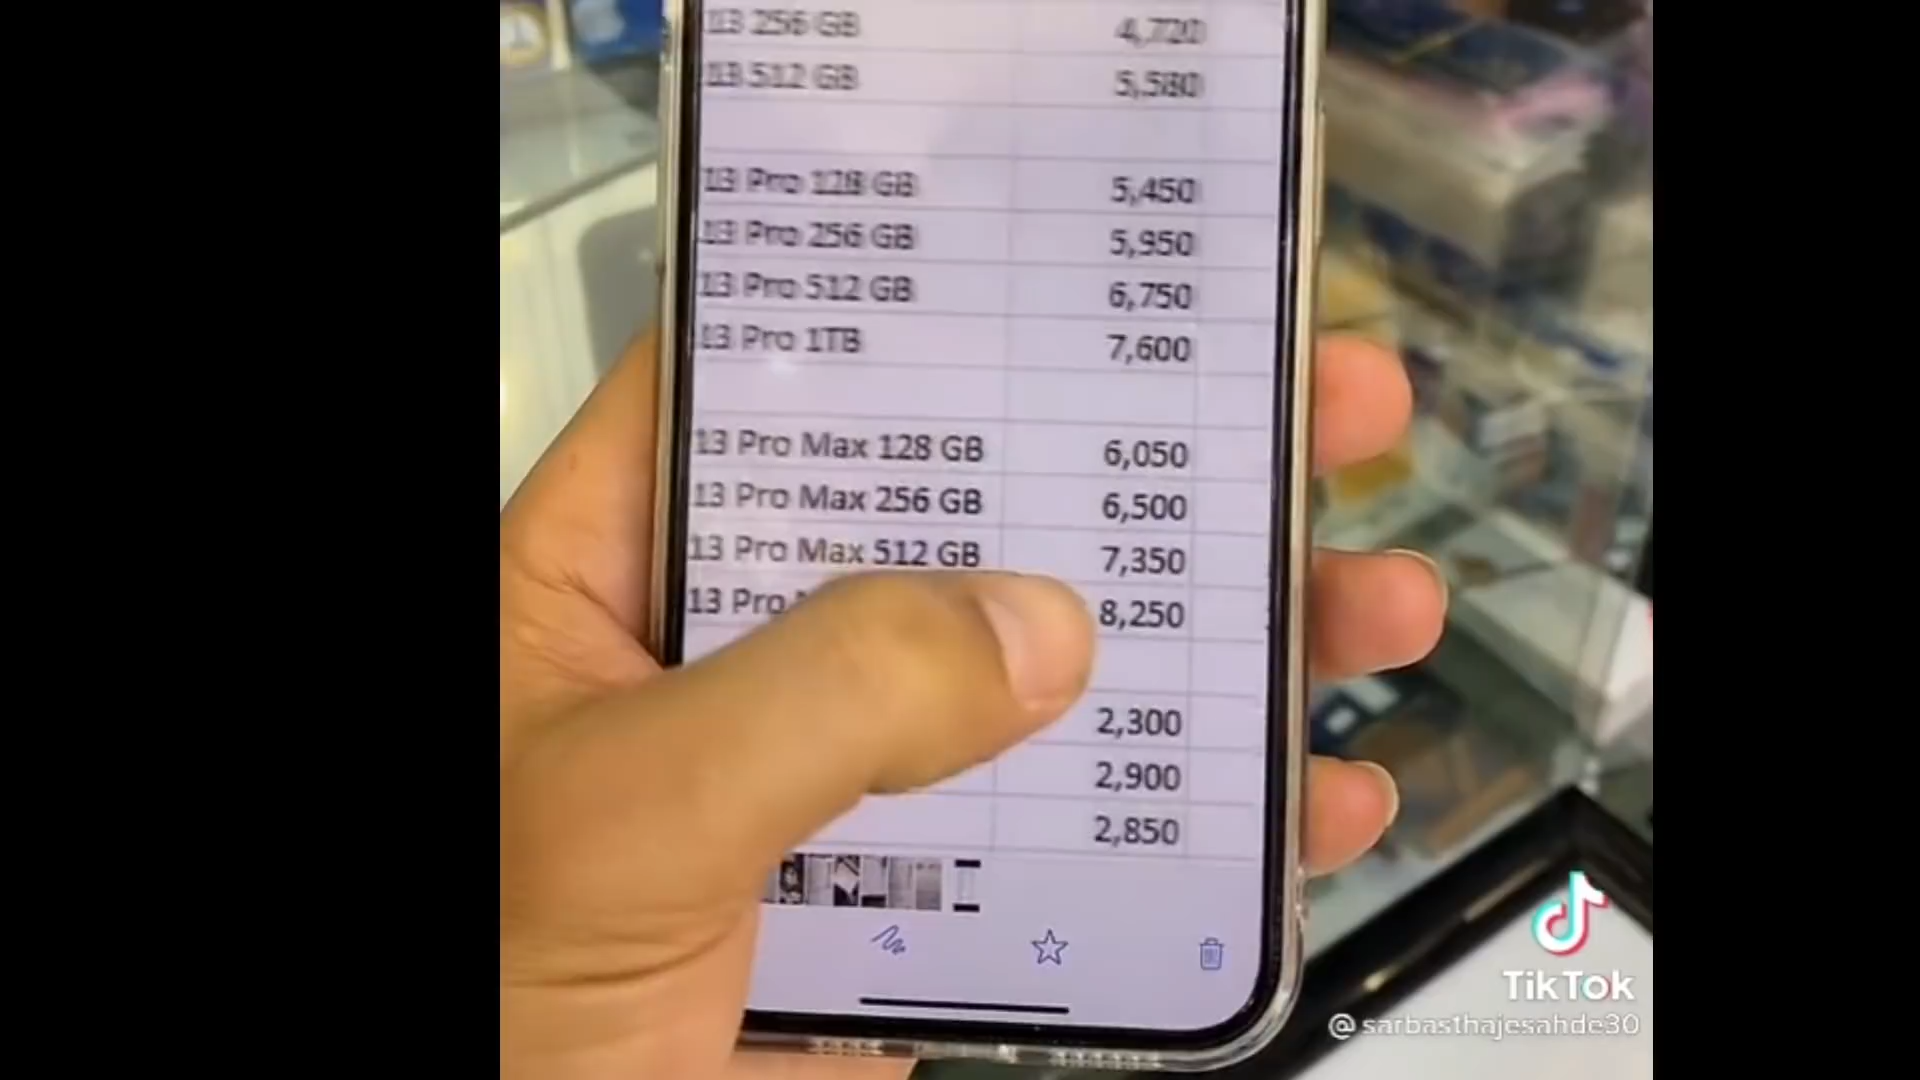 13 256 GB 4,720
13 512 GB 5,580
13 Pro 128 GB 5,450
13 Pro 256 GB 5,950
13 Pro 512 GB 6,750
13 Pro 1TB 7,600
13 Pro Max 128 GB 6,050
13 Pro Max 256 GB 6,500
13 Pro Max 512 GB 7,350
13 Pro 8,250
2,300
2,900
2,850
TikTok
@sarbasthajesahde30